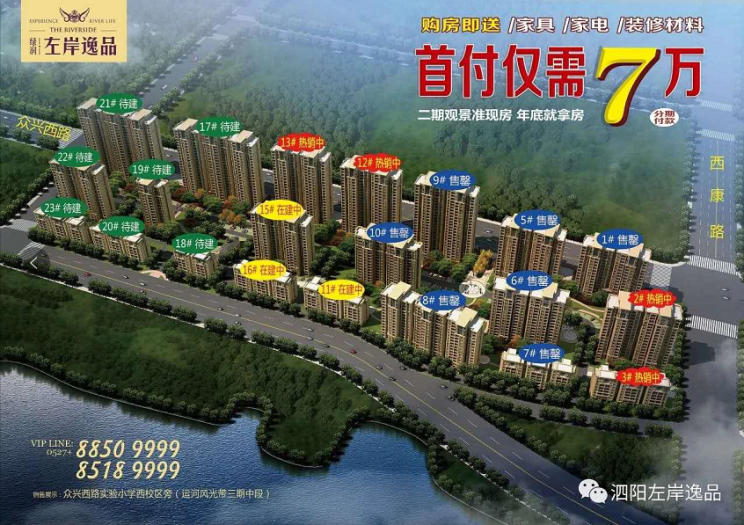 EXPERIENCE RIVER LIFE
THE RIVERSIDE
绿润 左岸逸品
购房即送 /家具 /家电 /装修材料
首付仅需7万
分期付款
二期观景准现房 年底就拿房
众兴西路
西康路
21# 待建
17# 待建
13# 热销中
12# 热销中
9# 售罄
22# 待建
19# 待建
15# 在建中
10# 售罄
5# 售罄
1# 售罄
23# 待建
20# 待建
18# 待建
16# 在建中
11# 在建中
8# 售罄
6# 售罄
2# 热销中
7# 售罄
3# 热销中
VIP LINE:
0527+
8850 9999
8518 9999
销售展示：众兴西路实验小学西校区旁（运河风光带三期中段）
泗阳左岸逸品